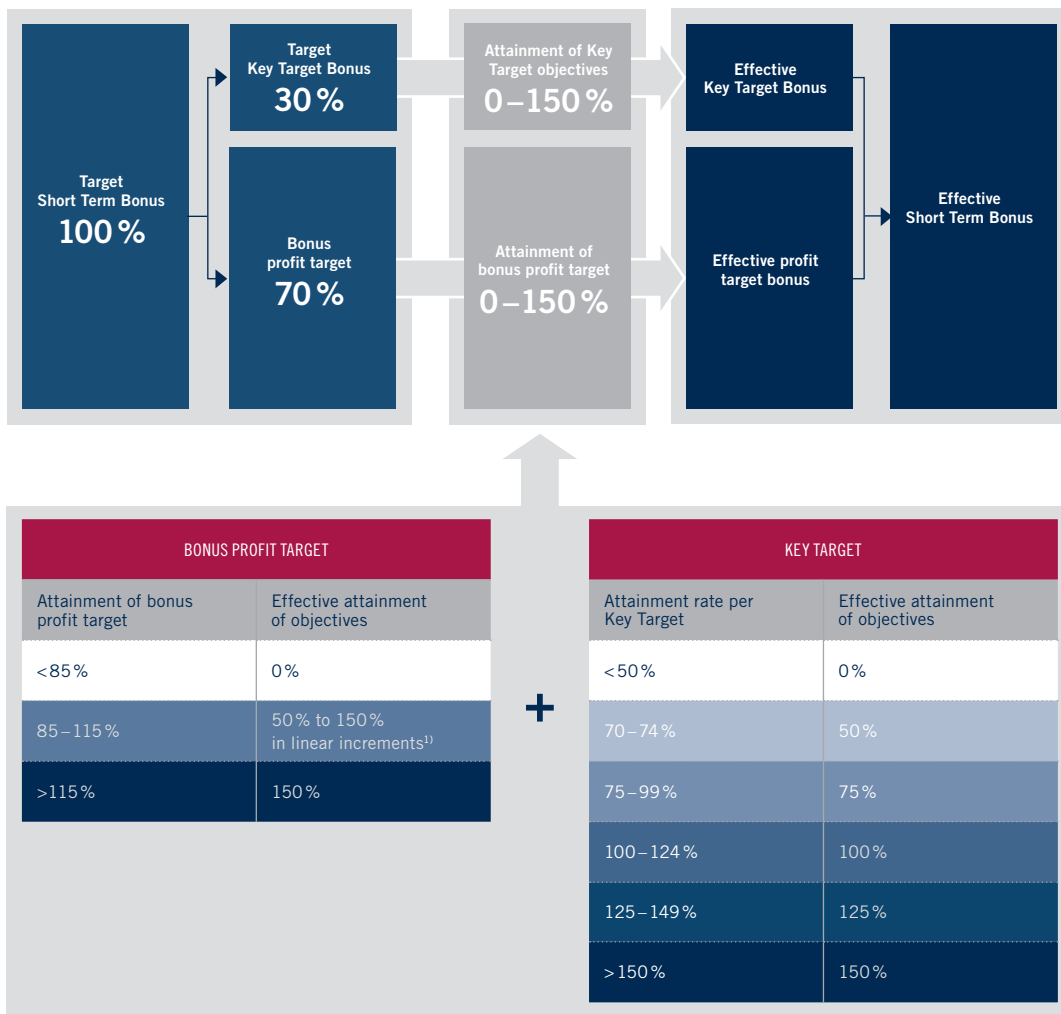 Target
Short Term Bonus
100 %
Target
Key Target Bonus
30 %
Bonus
profit target
70 %
Attainment of Key
Target objectives
0 – 150 %
Attainment of
bonus profit target
0 – 150 %
Effective
Key Target Bonus
Effective profit
target bonus
Effective
Short Term Bonus
BONUS PROFIT TARGET
Attainment of bonus
profit target
Effective attainment
of objectives
< 85 %
0 %
85 – 115 %
50 % to 150 %
in linear increments¹⁾
>115 %
150 %
+
KEY TARGET
Attainment rate per
Key Target
Effective attainment
of objectives
< 50 %
0 %
70 – 74 %
50 %
75 – 99 %
75 %
100 – 124 %
100 %
125 – 149 %
125 %
> 150 %
150 %